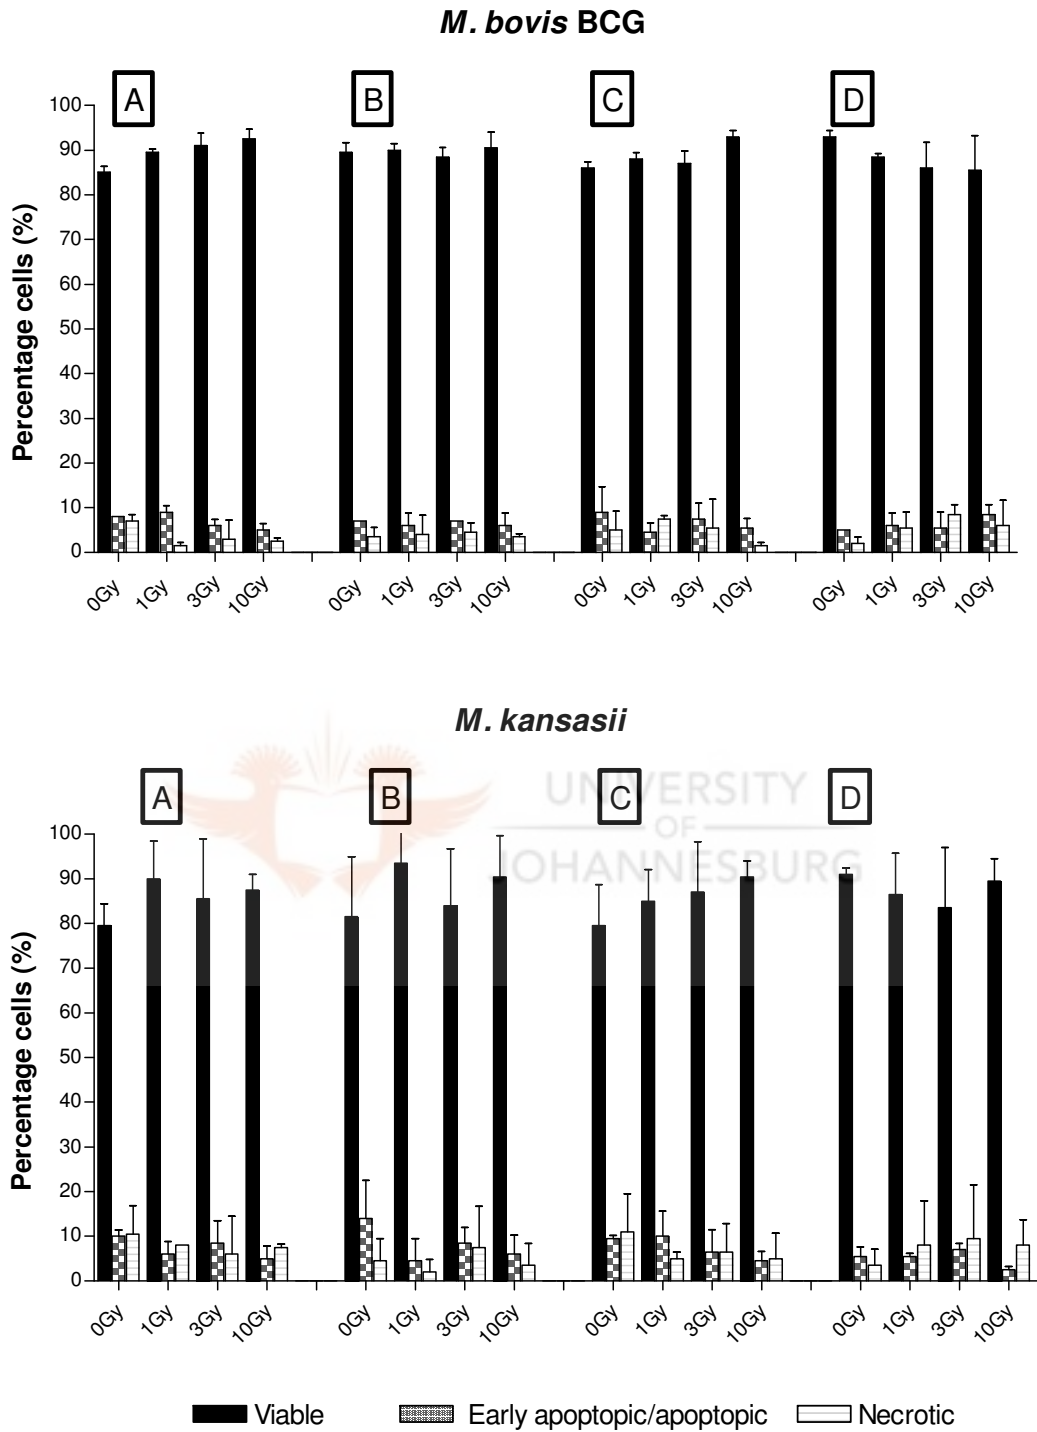 M. bovis BCG
A B C D
100
90
80
70
60
50
40
30
20
10
0
Percentage cells (%)
0Gy 1Gy 3Gy 10Gy 0Gy 1Gy 3Gy 10Gy 0Gy 1Gy 3Gy 10Gy 0Gy 1Gy 3Gy 10Gy
M. kansasii
UNIVERSITY
OF
JOHANNESBURG
A B C D
100
90
80
70
60
50
40
30
20
10
0
Percentage cells (%)
0Gy 1Gy 3Gy 10Gy 0Gy 1Gy 3Gy 10Gy 0Gy 1Gy 3Gy 10Gy 0Gy 1Gy 3Gy 10Gy
Viable Early apoptopic/apoptopic Necrotic